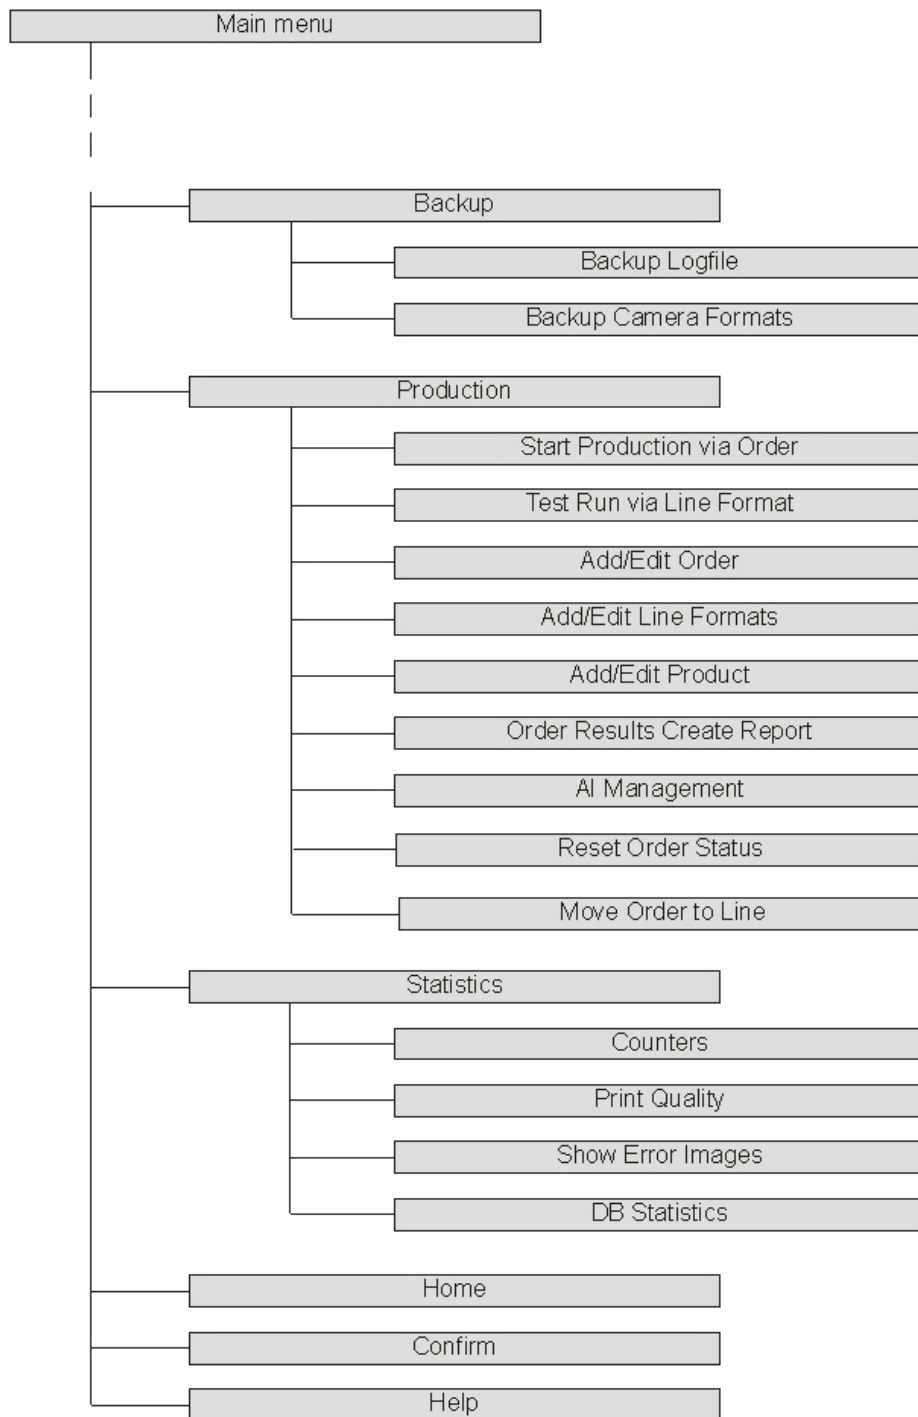 Main menu
Backup
Backup Logfile
Backup Camera Formats
Production
Start Production via Order
Test Run via Line Format
Add/Edit Order
Add/Edit Line Formats
Add/Edit Product
Order Results Create Report
AI Management
Reset Order Status
Move Order to Line
Statistics
Counters
Print Quality
Show Error Images
DB Statistics
Home
Confirm
Help